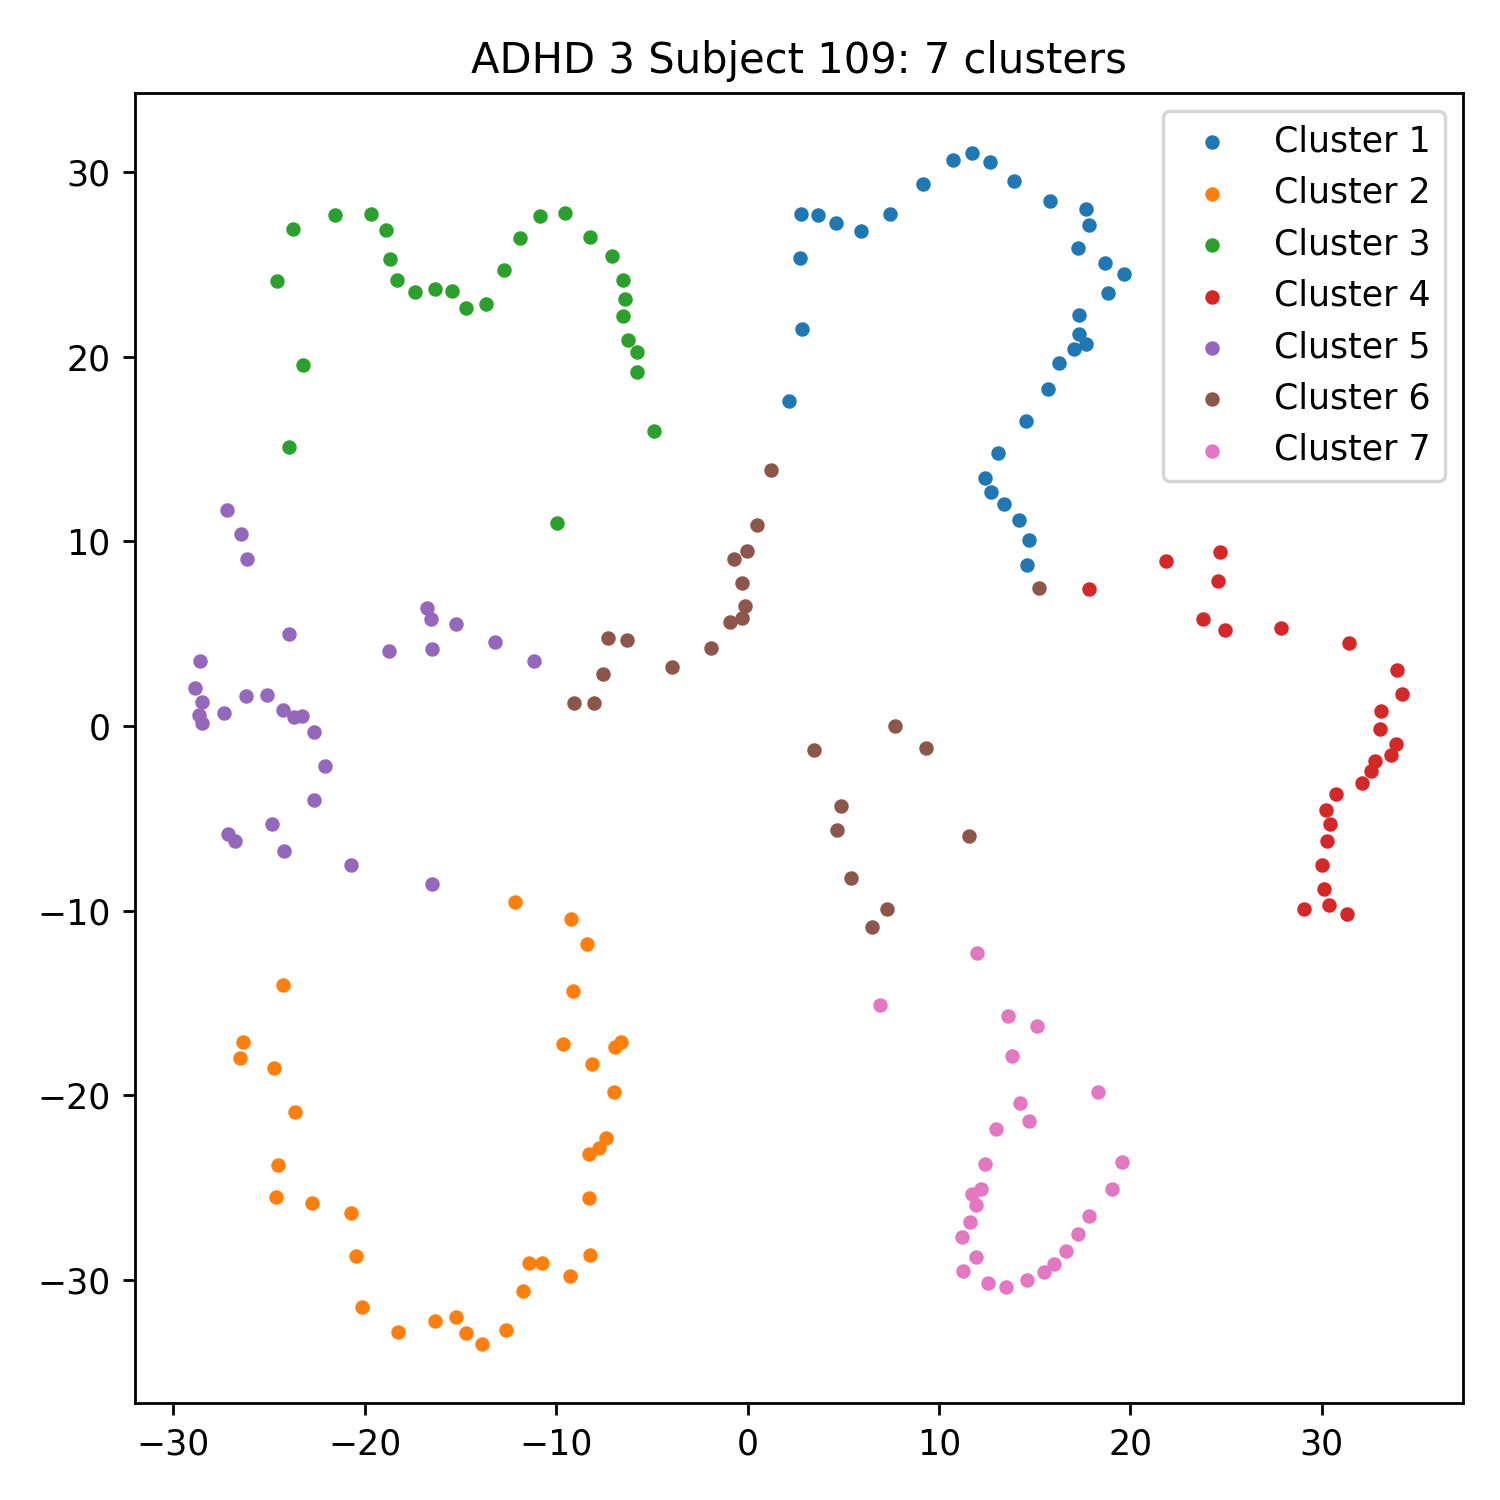 ADHD 3 Subject 109: 7 clusters
Cluster 1
Cluster 2
Cluster 3
Cluster 4
Cluster 5
Cluster 6
Cluster 7
30
20
10
0
−10
−20
−30
−30 −20 −10 0 10 20 30